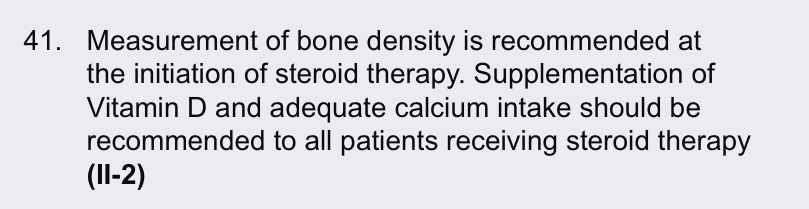 41. Measurement of bone density is recommended at
the initiation of steroid therapy. Supplementation of
Vitamin D and adequate calcium intake should be
recommended to all patients receiving steroid therapy
(II-2)